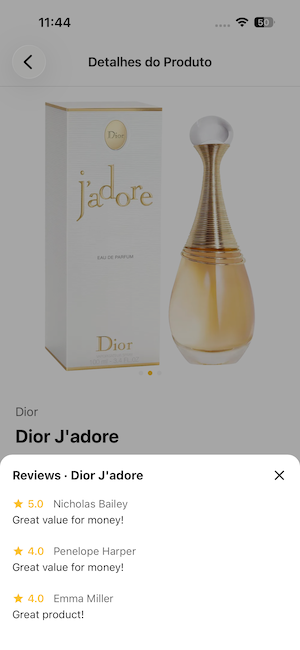 11:44
50
Detalhes do Produto
Dior
j'adore
EAU DE PARFUM
Dior
Dior
Dior J'adore
Reviews · Dior J'adore
5.0 Nicholas Bailey
Great value for money!
4.0 Penelope Harper
Great value for money!
4.0 Emma Miller
Great product!